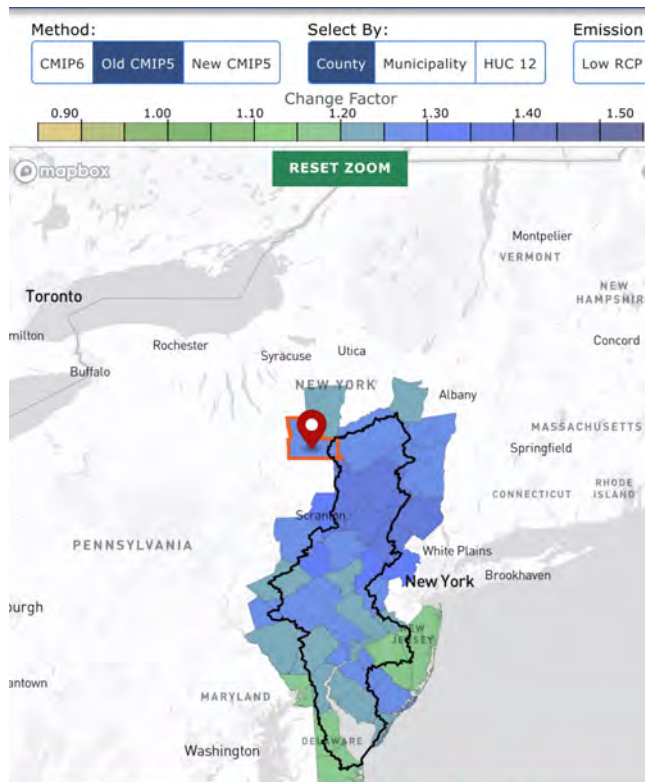 Method:
Select By:
Emission
CMIP6
Old CMIP5
New CMIP5
County
Municipality
HUC 12
Low RCP
Change Factor
0.90
1.00
1.10
1.20
1.30
1.40
1.50
mapbox
RESET ZOOM
Montpelier
VERMONT
Toronto
NEW
HAMPSHIR
milton
Rochester
Syracuse
Utica
Concord
Buffalo
NEW YORK
Albany
MASSACHUSETTS
Springfield
CONNECTICUT
RHODE
ISLAND
Scranton
PENNSYLVANIA
White Plains
New York
Brookhaven
burgh
NEW
JERSEY
antown
MARYLAND
DELAWARE
Washington